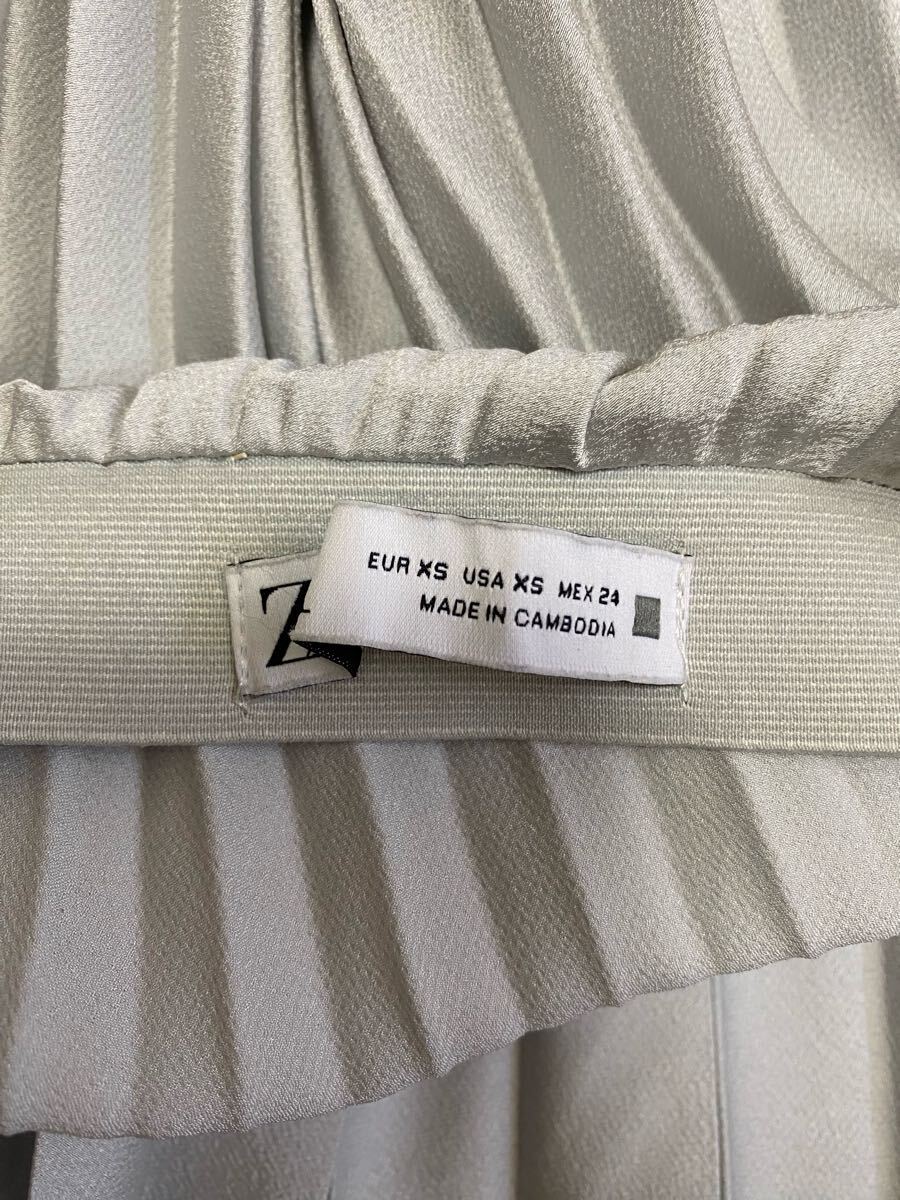 Z
EUR XS USA XS MEX 24
MADE IN CAMBODIA